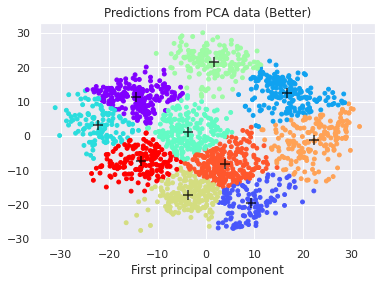 Predictions from PCA data (Better)
30
20
10
0
−10
−20
−30
−30 −20 −10 0 10 20 30
First principal component